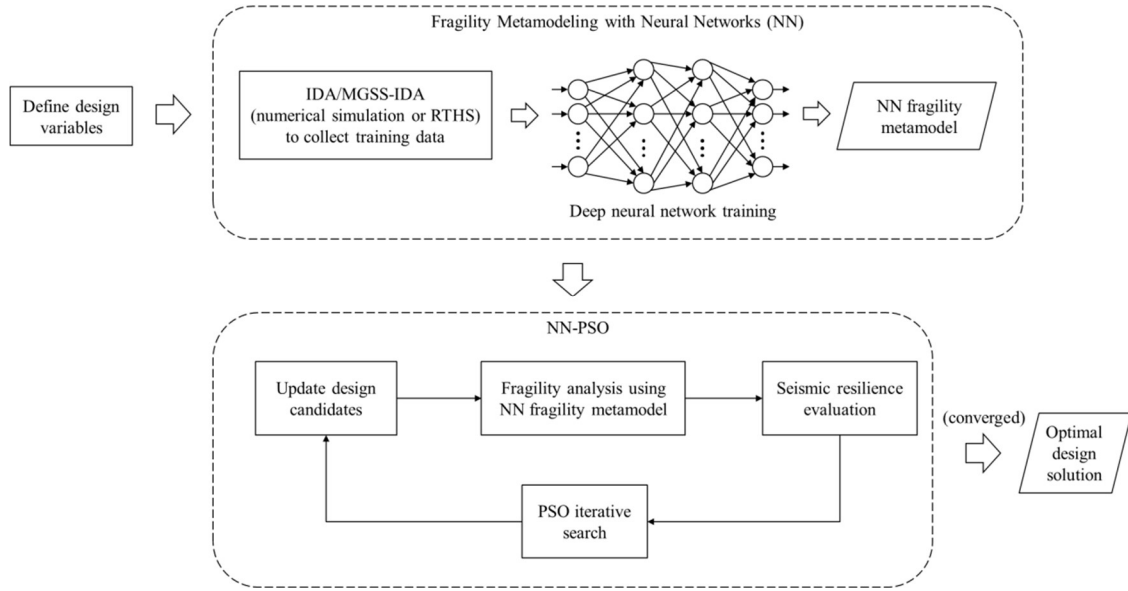 Fragility Metamodeling with Neural Networks (NN)
Define design
variables
IDA/MGSS-IDA
(numerical simulation or RTHS)
to collect training data
Deep neural network training
NN fragility
metamodel
NN-PSO
Update design
candidates
Fragility analysis using
NN fragility metamodel
Seismic resilience
evaluation
PSO iterative
search
(converged)
Optimal
design
solution